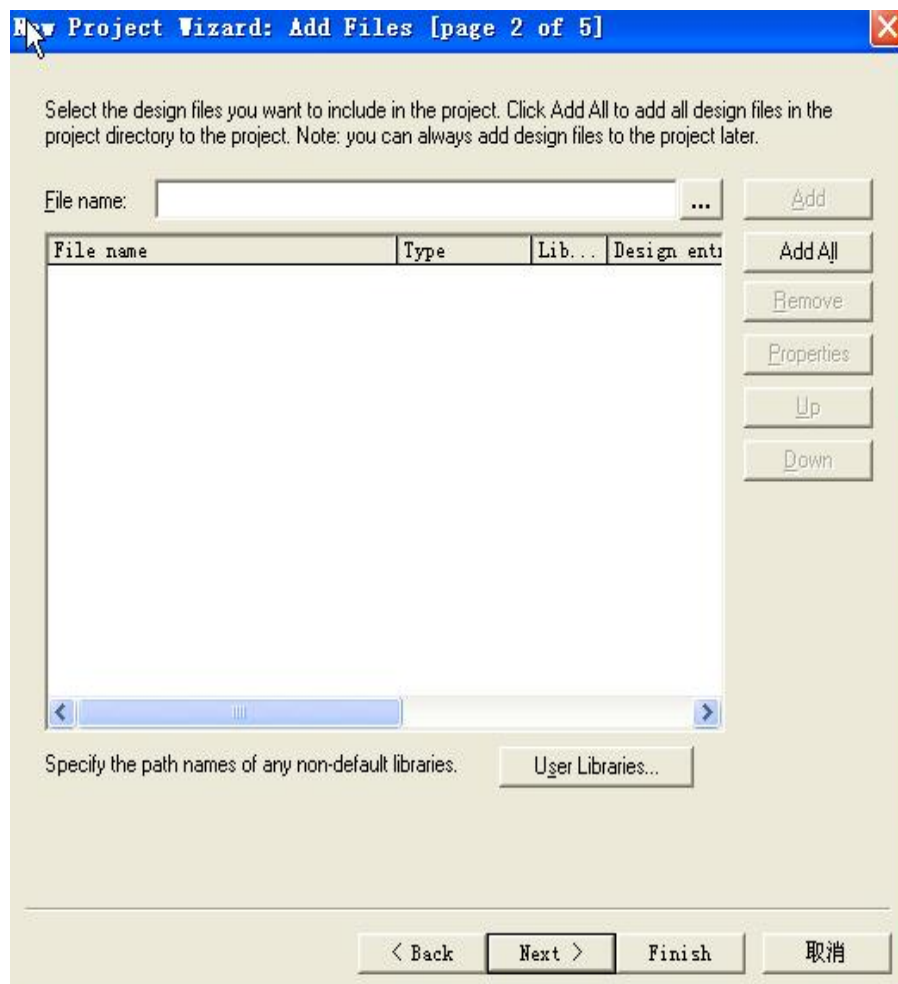 New Project Wizard: Add Files [page 2 of 5]
Select the design files you want to include in the project. Click Add All to add all design files in the
project directory to the project. Note: you can always add design files to the project later.
File name: ... Add
File name Type Lib... Design entr Add All
Remove
Properties
Up
Down
Specify the path names of any non-default libraries. User Libraries...
< Back Next > Finish 取消